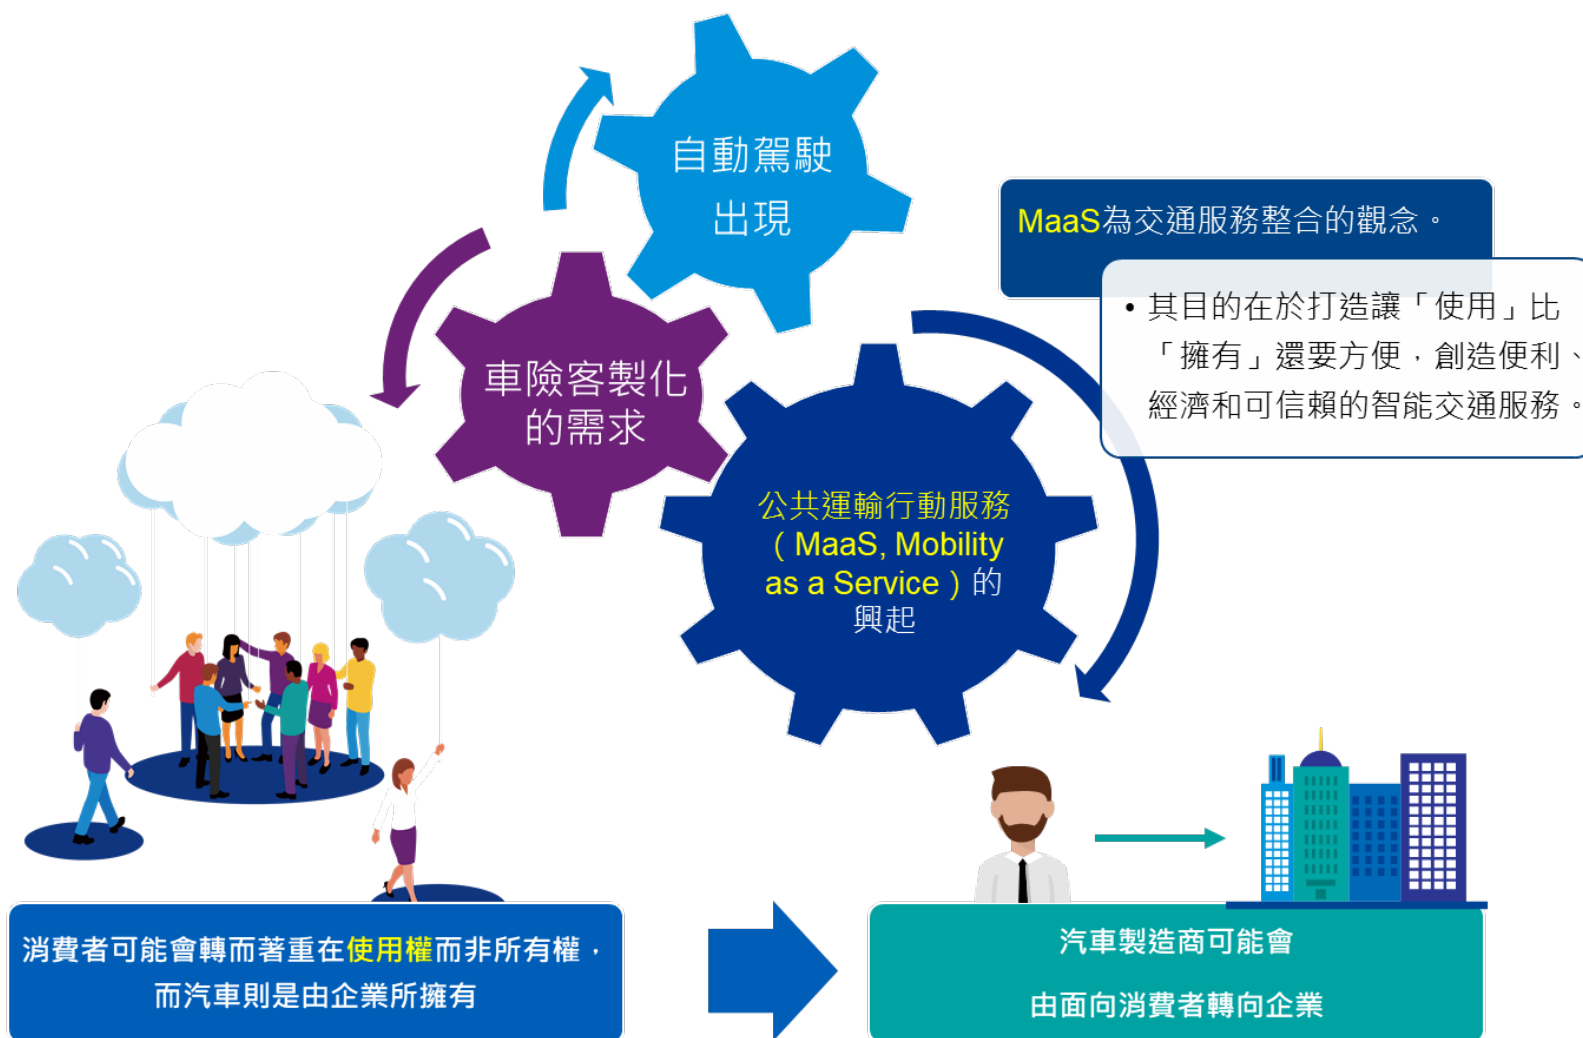 自動駕駛
出現
車險客製化
的需求
公共運輸行動服務
（MaaS, Mobility
as a Service）的
興起
MaaS為交通服務整合的觀念。
• 其目的在於打造讓「使用」比
「擁有」還要方便，創造便利、
經濟和可信賴的智能交通服務。
消費者可能會轉而著重在使用權而非所有權，
而汽車則是由企業所擁有
汽車製造商可能會
由面向消費者轉向企業